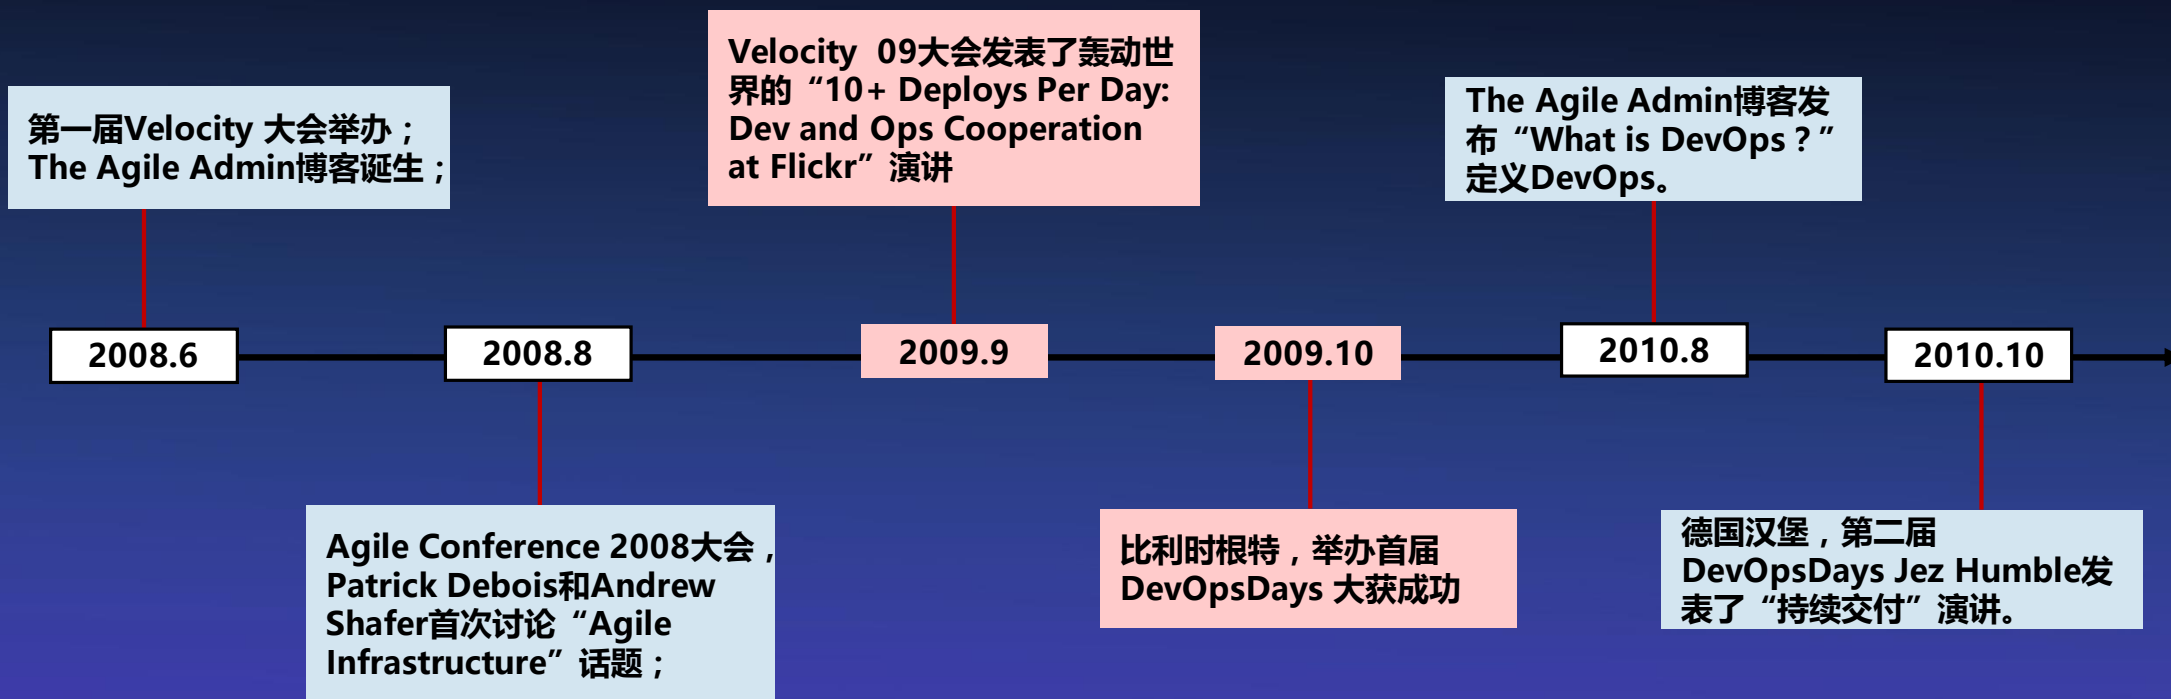 第一届Velocity 大会举办；
The Agile Admin博客诞生；
Velocity  09大会发表了轰动世
界的“10+ Deploys Per Day:
Dev and Ops Cooperation
at Flickr”演讲
The Agile Admin博客发
布“What is DevOps？”
定义DevOps。
2008.6
2008.8
2009.9
2009.10
2010.8
2010.10
Agile Conference 2008大会，
Patrick Debois和Andrew
Shafer首次讨论“Agile
Infrastructure”话题；
比利时根特，举办首届
DevOpsDays 大获成功
德国汉堡，第二届
DevOpsDays Jez Humble发
表了“持续交付”演讲。